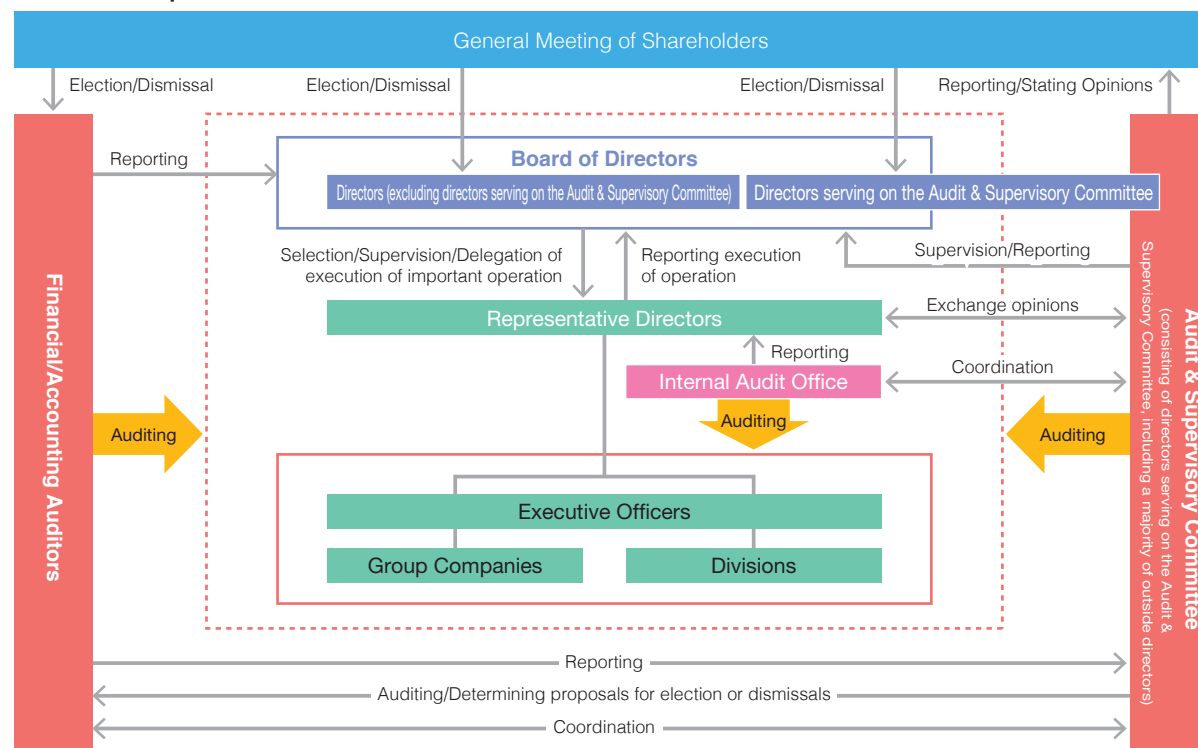 General Meeting of Shareholders
Election/Dismissal
Election/Dismissal
Election/Dismissal
Reporting/Stating Opinions
Reporting
Board of Directors
Directors (excluding directors serving on the Audit & Supervisory Committee)
Directors serving on the Audit & Supervisory Committee
Selection/Supervision/Delegation of
execution of important operation
Reporting execution
of operation
Supervision/Reporting
Representative Directors
Exchange opinions
Reporting
Internal Audit Office
Coordination
Auditing
Auditing
Auditing
Executive Officers
Group Companies
Divisions
Financial/Accounting Auditors
Audit & Supervisory Committee
(consisting of directors serving on the Audit &
Supervisory Committee, including a majority of outside directors)
Reporting
Auditing/Determining proposals for election or dismissals
Coordination